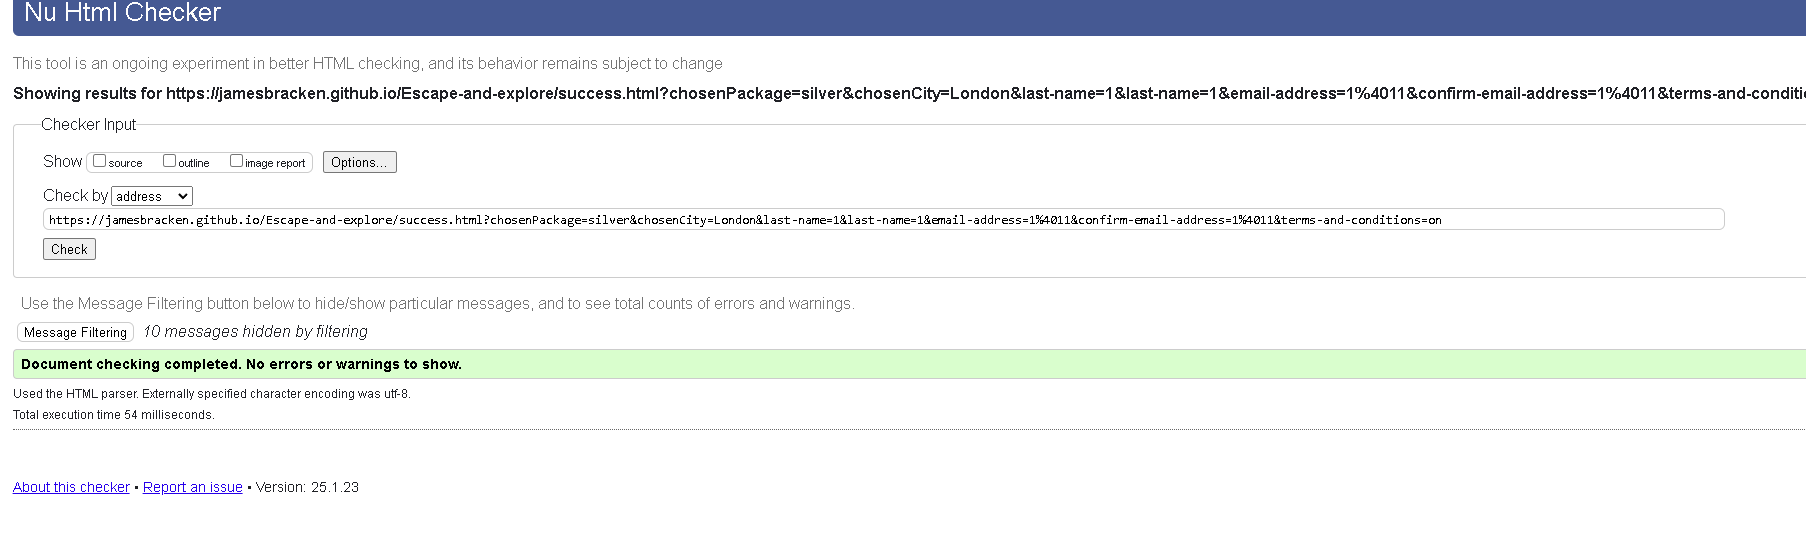 Nu Html Checker
This tool is an ongoing experiment in better HTML checking, and its behavior remains subject to change
Showing results for https://jamesbracken.github.io/Escape-and-explore/success.html?chosenPackage=silver&chosenCity=London&last-name=1&last-name=1&email-address=1%4011&confirm-email-address=1%4011&terms-and-conditio
Checker Input
Show source outline image report Options...
Check by address
https://jamesbracken.github.io/Escape-and-explore/success.html?chosenPackage=silver&chosenCity=London&last-name=1&last-name=1&email-address=1%4011&confirm-email-address=1%4011&terms-and-conditions=on
Check
Use the Message Filtering button below to hide/show particular messages, and to see total counts of errors and warnings.
Message Filtering 10 messages hidden by filtering
Document checking completed. No errors or warnings to show.
Used the HTML parser. Externally specified character encoding was utf-8.
Total execution time 54 milliseconds.
About this checker • Report an issue • Version: 25.1.23